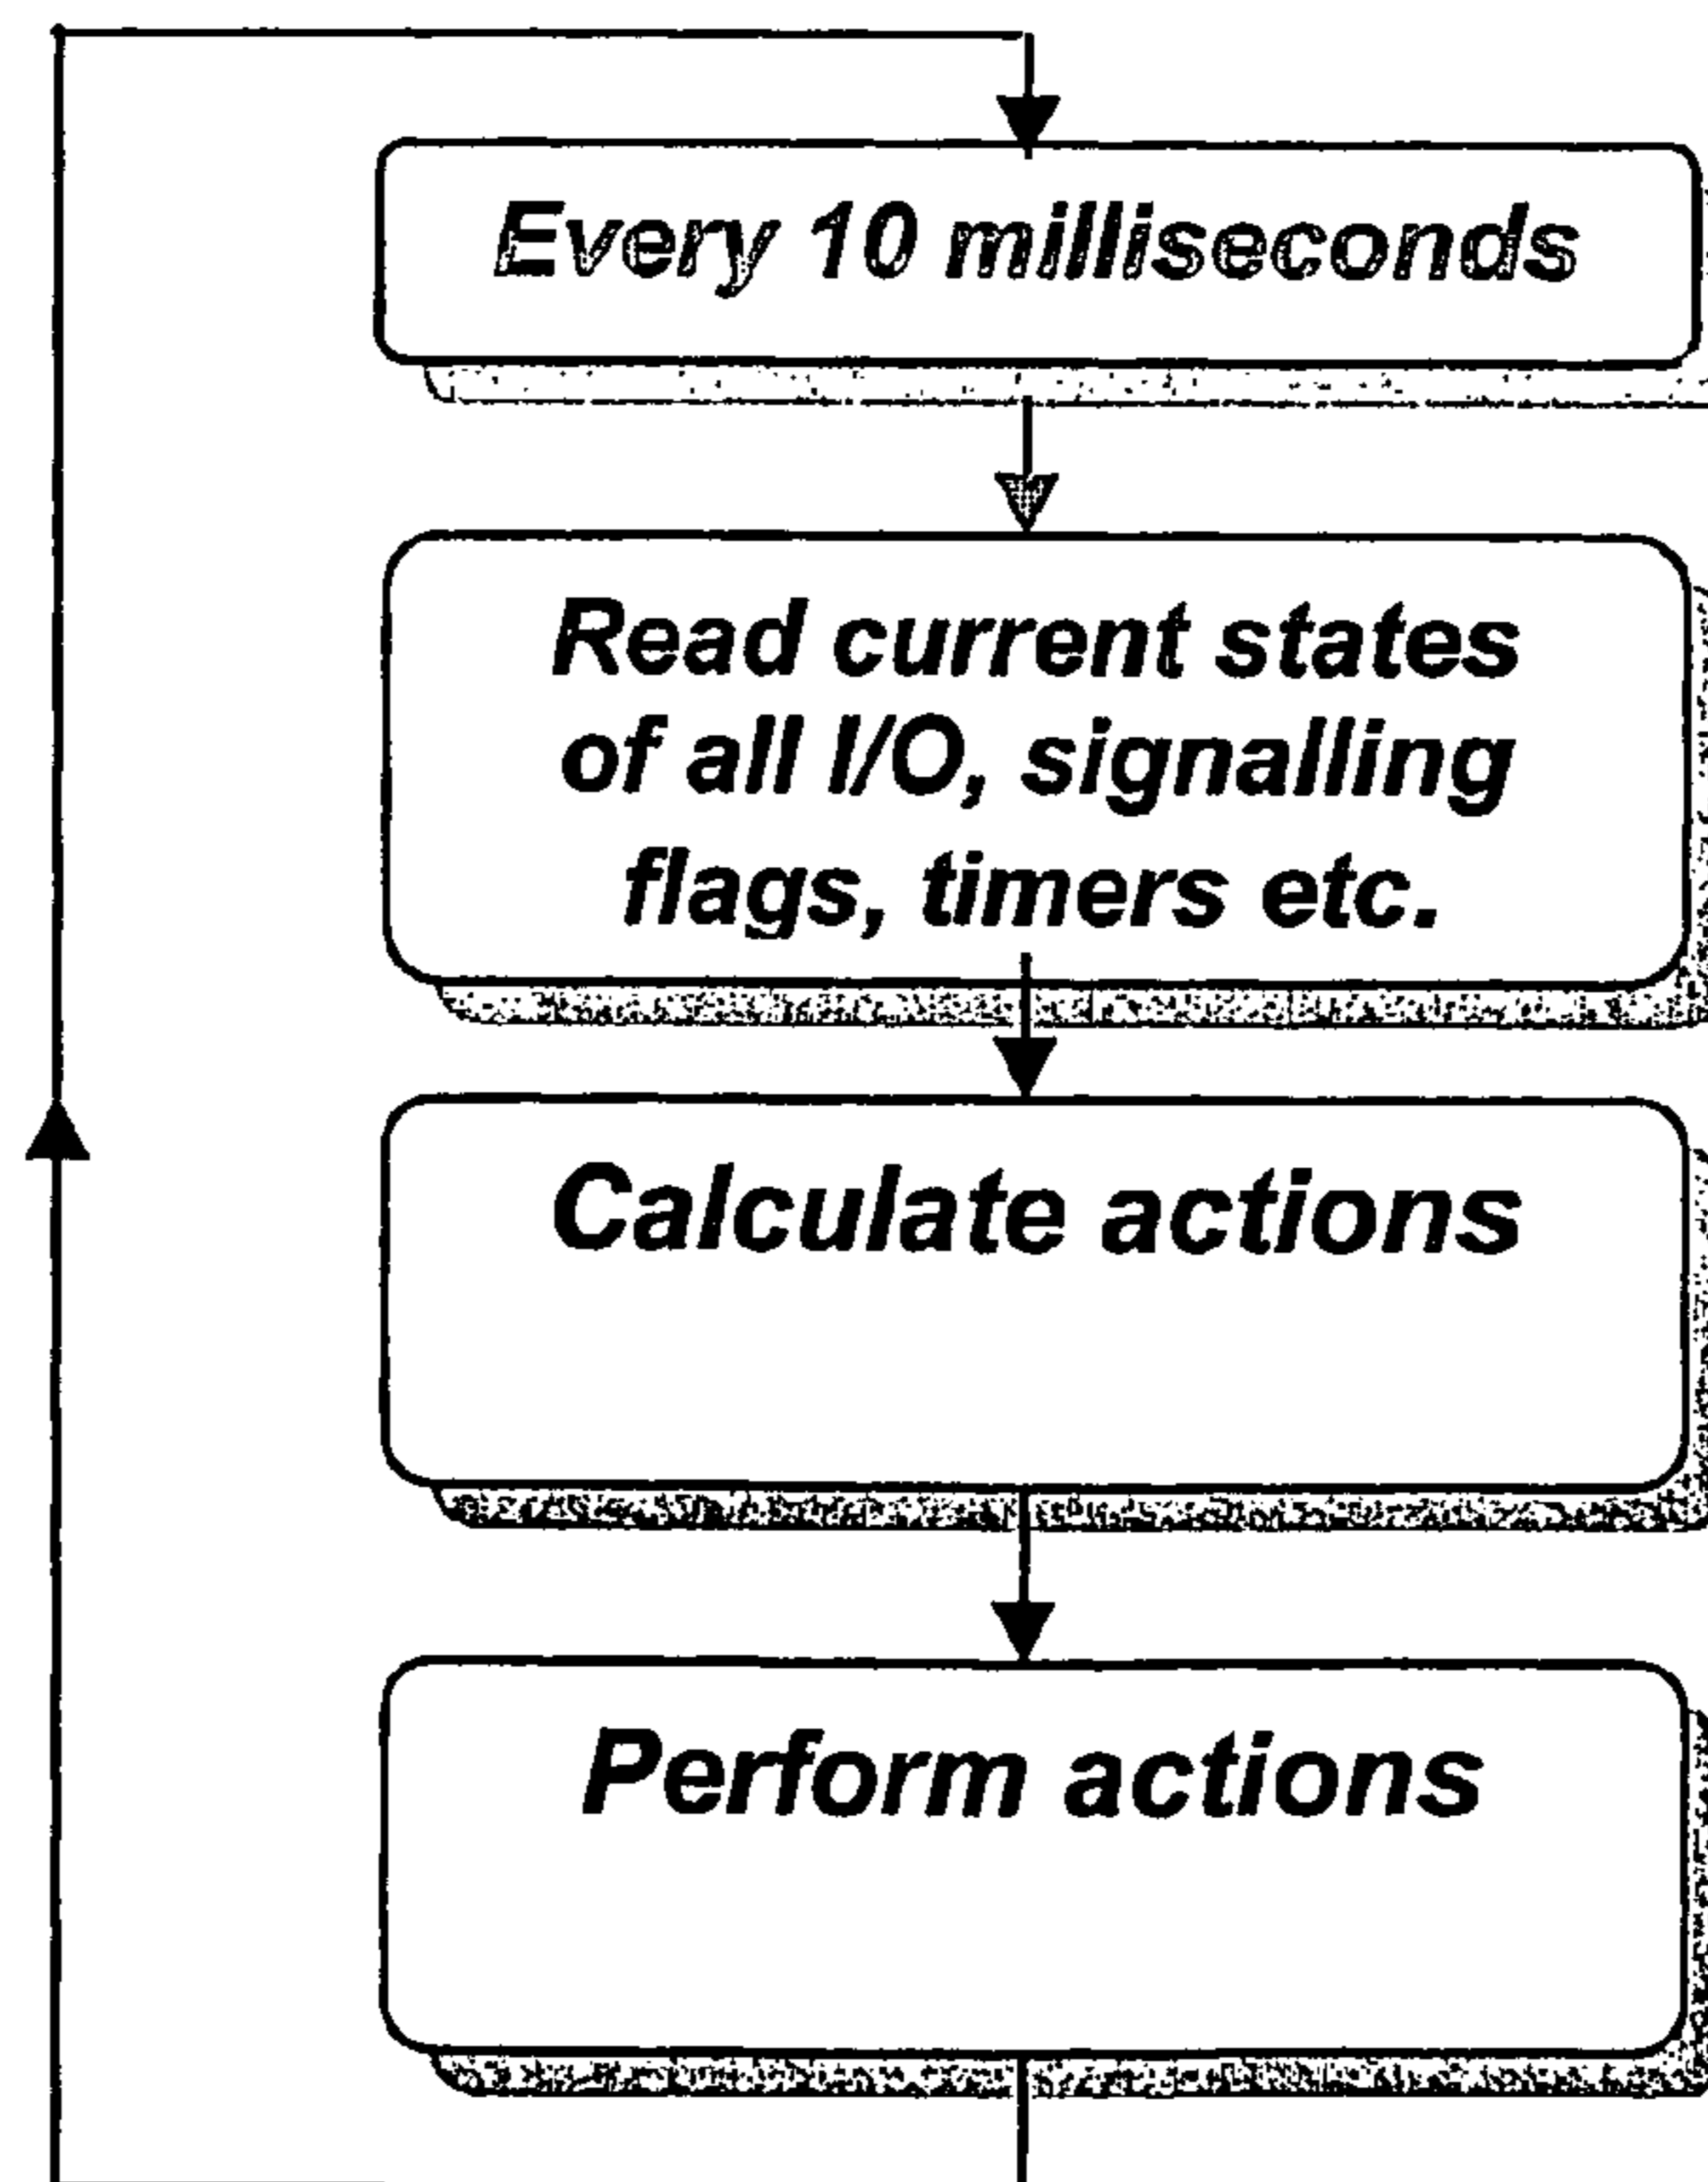 Every 10 milliseconds
Read current states
of all I/O, signalling
flags, timers etc.
Calculate actions
Perform actions